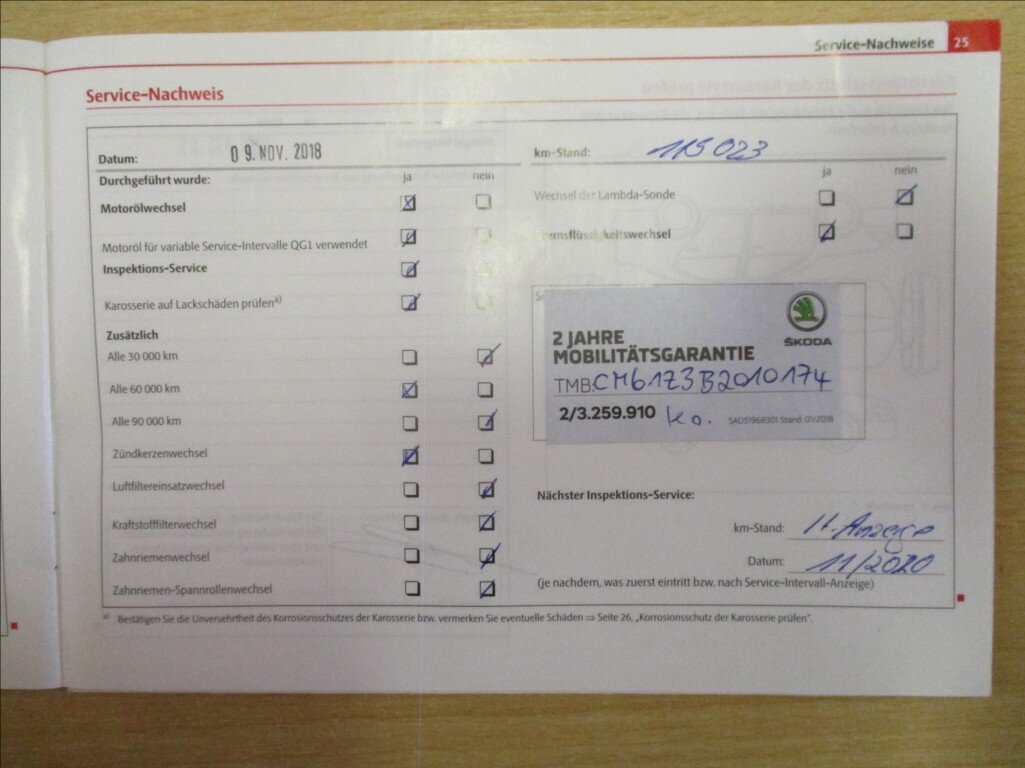 Service-Nachweise 25
Service-Nachweis
Datum: 09. NOV. 2018
Durchgeführt wurde: ja nein
Motorölwechsel
Motoröl für variable Service-Intervalle QG1 verwendet
Inspektions-Service
Karosserie auf Lackschäden prüfen a)
Zusätzlich
Alle 30 000 km
Alle 60 000 km
Alle 90 000 km
Zündkerzenwechsel
Luftfiltereinsatzwechsel
Kraftstofffilterwechsel
Zahnriemenwechsel
Zahnriemen-Spannrollenwechsel
km-Stand: 115 023
ja nein
Wechsel der Lambda-Sonde
Bremsflüssigkeitswechsel
ŠKODA
2 JAHRE
MOBILITÄTSGARANTIE
TMB: CM61Z3B2010174
2/3.259.910 ko. SAD51968301 Stand: 01/2018
Nächster Inspektions-Service:
km-Stand: lt. Anzeige
Datum: 11/2020
(je nachdem, was zuerst eintritt bzw. nach Service-Intervall-Anzeige)
a) Bestätigen Sie die Unversehrtheit des Korrosionsschutzes der Karosserie bzw. vermerken Sie eventuelle Schäden ⇒ Seite 26, „Korrosionsschutz der Karosserie prüfen".